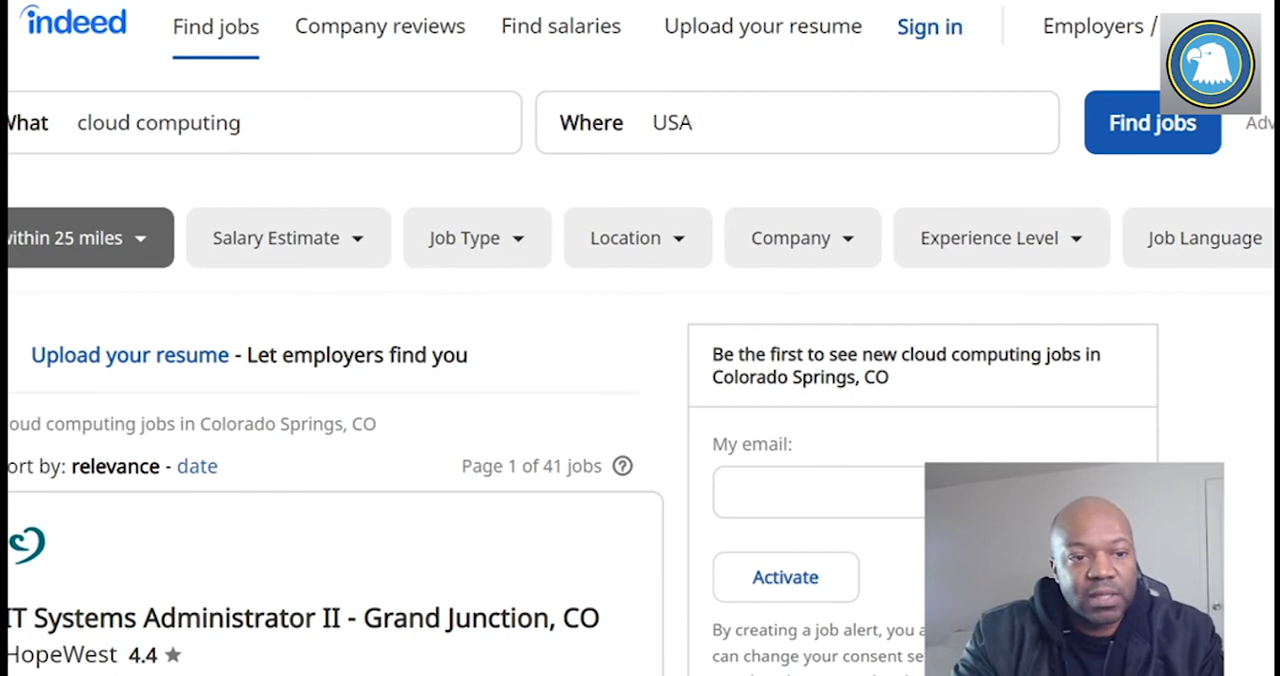 indeed Find jobs Company reviews Find salaries Upload your resume Sign in Employers /
What cloud computing Where USA Find jobs
within 25 miles Salary Estimate Job Type Location Company Experience Level Job Language
Upload your resume - Let employers find you
Be the first to see new cloud computing jobs in
Colorado Springs, CO
oud computing jobs in Colorado Springs, CO
ort by: relevance - date Page 1 of 41 jobs
My email:
Activate
IT Systems Administrator II - Grand Junction, CO
HopeWest 4.4
By creating a job alert, you a
can change your consent se